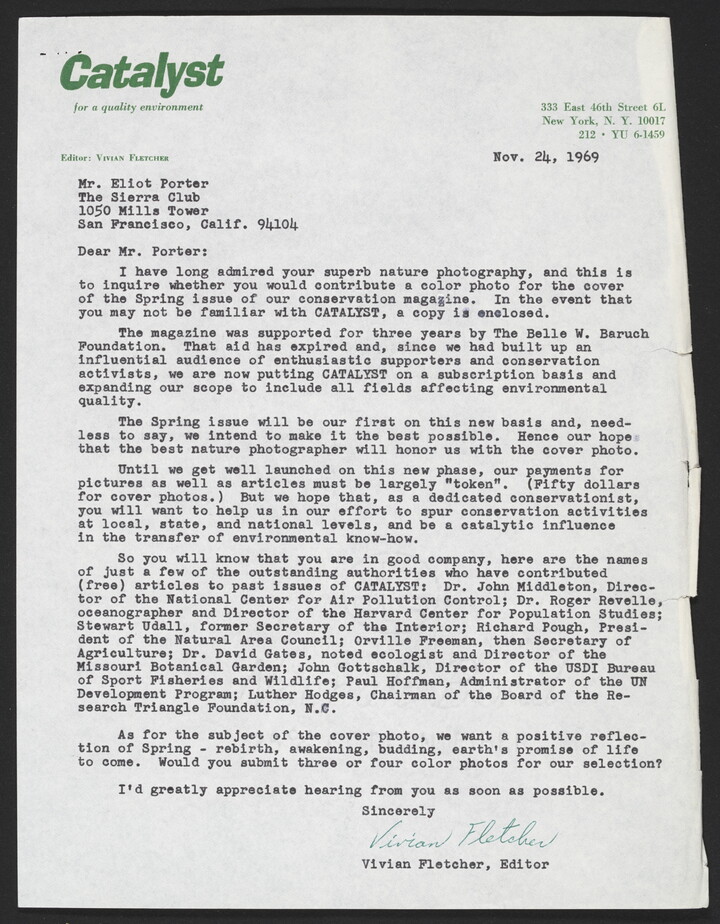 Catalyst
for a quality environment
333 East 46th Street 6L
New York, N. Y. 10017
212 • YU 6-1459
Editor: Vivian Fletcher
Nov. 24, 1969
Mr. Eliot Porter
The Sierra Club
1050 Mills Tower
San Francisco, Calif. 94104
Dear Mr. Porter:
I have long admired your superb nature photography, and this is
to inquire whether you would contribute a color photo for the cover
of the Spring issue of our conservation magazine. In the event that
you may not be familiar with CATALYST, a copy is enclosed.
The magazine was supported for three years by The Belle W. Baruch
Foundation. That aid has expired and, since we had built up an
influential audience of enthusiastic supporters and conservation
activists, we are now putting CATALYST on a subscription basis and
expanding our scope to include all fields affecting environmental
quality.
The Spring issue will be our first on this new basis and, need-
less to say, we intend to make it the best possible. Hence our hope
that the best nature photographer will honor us with the cover photo.
Until we get well launched on this new phase, our payments for
pictures as well as articles must be largely "token". (Fifty dollars
for cover photos.) But we hope that, as a dedicated conservationist,
you will want to help us in our effort to spur conservation activities
at local, state, and national levels, and be a catalytic influence
in the transfer of environmental know-how.
So you will know that you are in good company, here are the names
of just a few of the outstanding authorities who have contributed
(free) articles to past issues of CATALYST: Dr. John Middleton, Direc-
tor of the National Center for Air Pollution Control; Dr. Roger Revelle,
oceanographer and Director of the Harvard Center for Population Studies;
Stewart Udall, former Secretary of the Interior; Richard Pough, Presi-
dent of the Natural Area Council; Orville Freeman, then Secretary of
Agriculture; Dr. David Gates, noted ecologist and Director of the
Missouri Botanical Garden; John Gottschalk, Director of the USDI Bureau
of Sport Fisheries and Wildlife; Paul Hoffman, Administrator of the UN
Development Program; Luther Hodges, Chairman of the Board of the Re-
search Triangle Foundation, N.C.
As for the subject of the cover photo, we want a positive reflec-
tion of Spring - rebirth, awakening, budding, earth's promise of life
to come. Would you submit three or four color photos for our selection?
I'd greatly appreciate hearing from you as soon as possible.
Sincerely
Vivian Fletcher
Vivian Fletcher, Editor